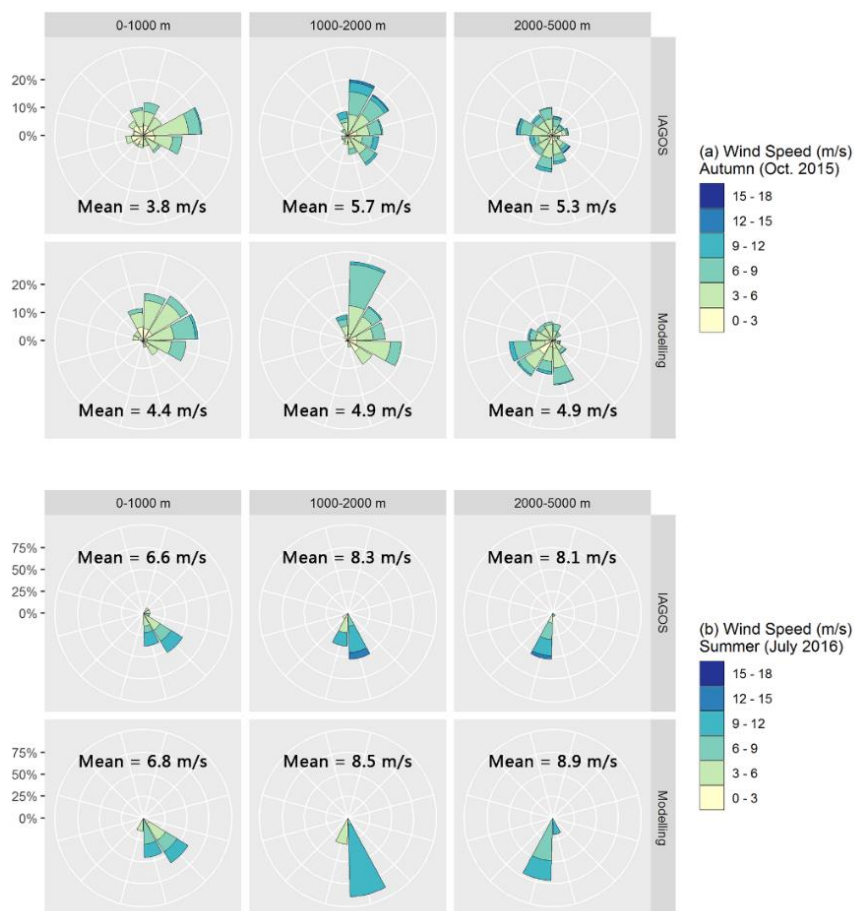 0-1000 m
1000-2000 m
2000-5000 m
20%
10%
0%
Mean = 3.8 m/s
Mean = 5.7 m/s
Mean = 5.3 m/s
IAGOS
20%
10%
0%
Mean = 4.4 m/s
Mean = 4.9 m/s
Mean = 4.9 m/s
Modelling
(a) Wind Speed (m/s)
Autumn (Oct. 2015)
15 - 18
12 - 15
9 - 12
6 - 9
3 - 6
0 - 3
0-1000 m
1000-2000 m
2000-5000 m
75%
50%
25%
0%
Mean = 6.6 m/s
Mean = 8.3 m/s
Mean = 8.1 m/s
IAGOS
75%
50%
25%
0%
Mean = 6.8 m/s
Mean = 8.5 m/s
Mean = 8.9 m/s
Modelling
(b) Wind Speed (m/s)
Summer (July 2016)
15 - 18
12 - 15
9 - 12
6 - 9
3 - 6
0 - 3